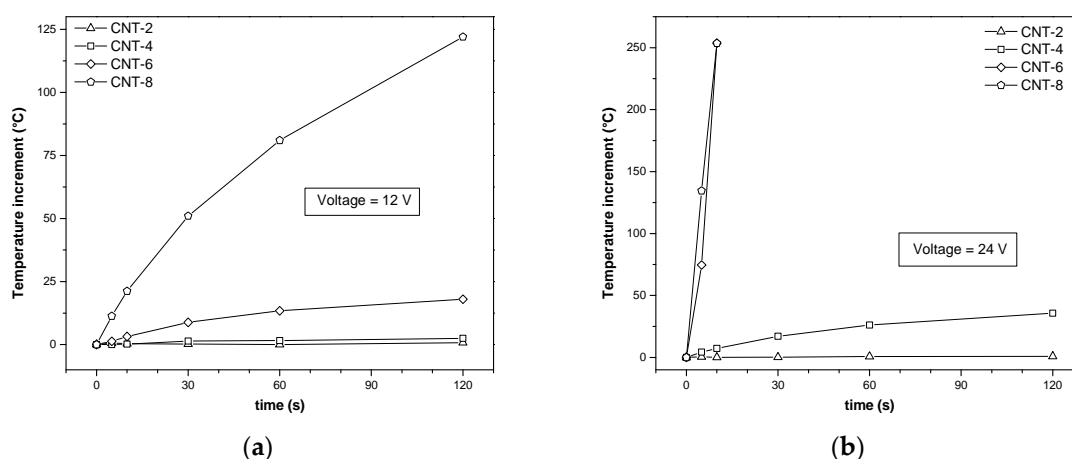 CNT-2
CNT-4
CNT-6
CNT-8
Temperature increment (°C)
125
100
75
50
25
0
Voltage = 12 V
0 30 60 90 120
time (s)
(a)
CNT-2
CNT-4
CNT-6
CNT-8
Temperature increment (°C)
250
200
150
100
50
0
Voltage = 24 V
0 30 60 90 120
time (s)
(b)